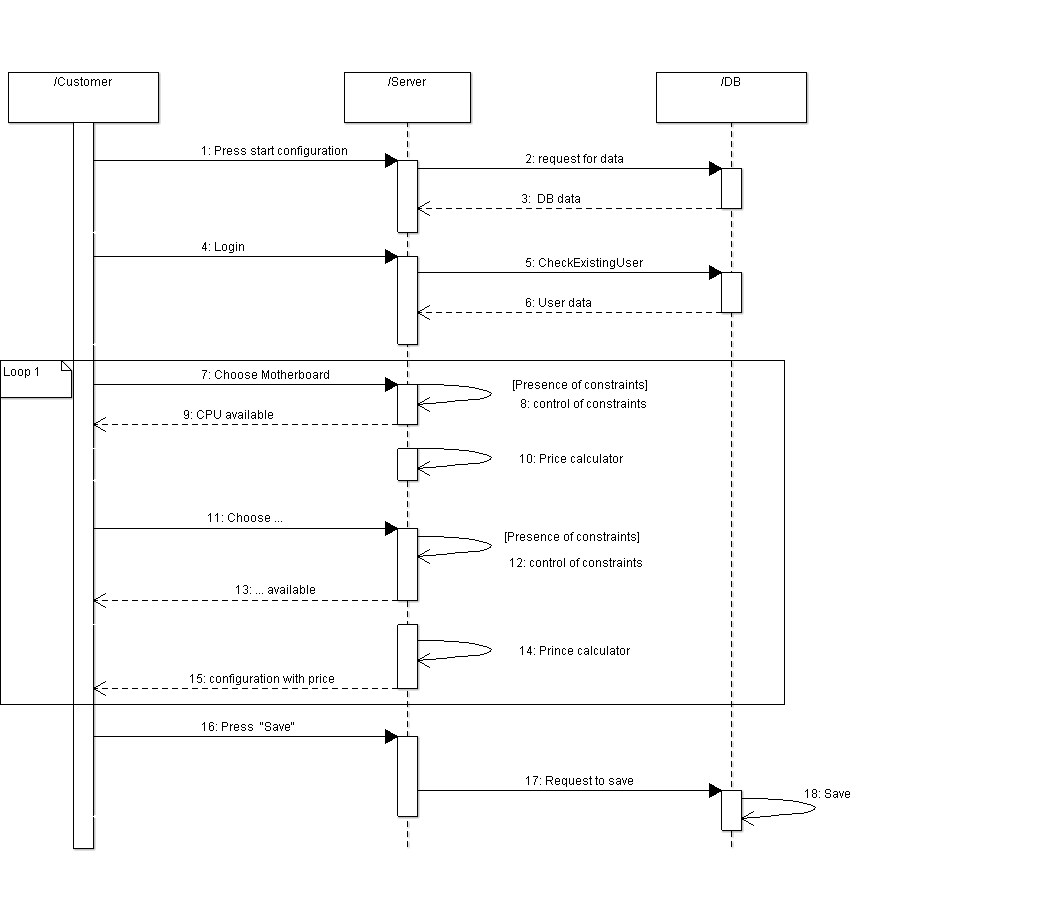 /Customer
/Server
/DB
1: Press start configuration
2: request for data
3: DB data
4: Login
5: CheckExistingUser
6: User data
Loop 1
7: Choose Motherboard
[Presence of constraints]
8: control of constraints
9: CPU available
10: Price calculator
11: Choose ...
[Presence of constraints]
12: control of constraints
13: ... available
14: Prince calculator
15: configuration with price
16: Press "Save"
17: Request to save
18: Save